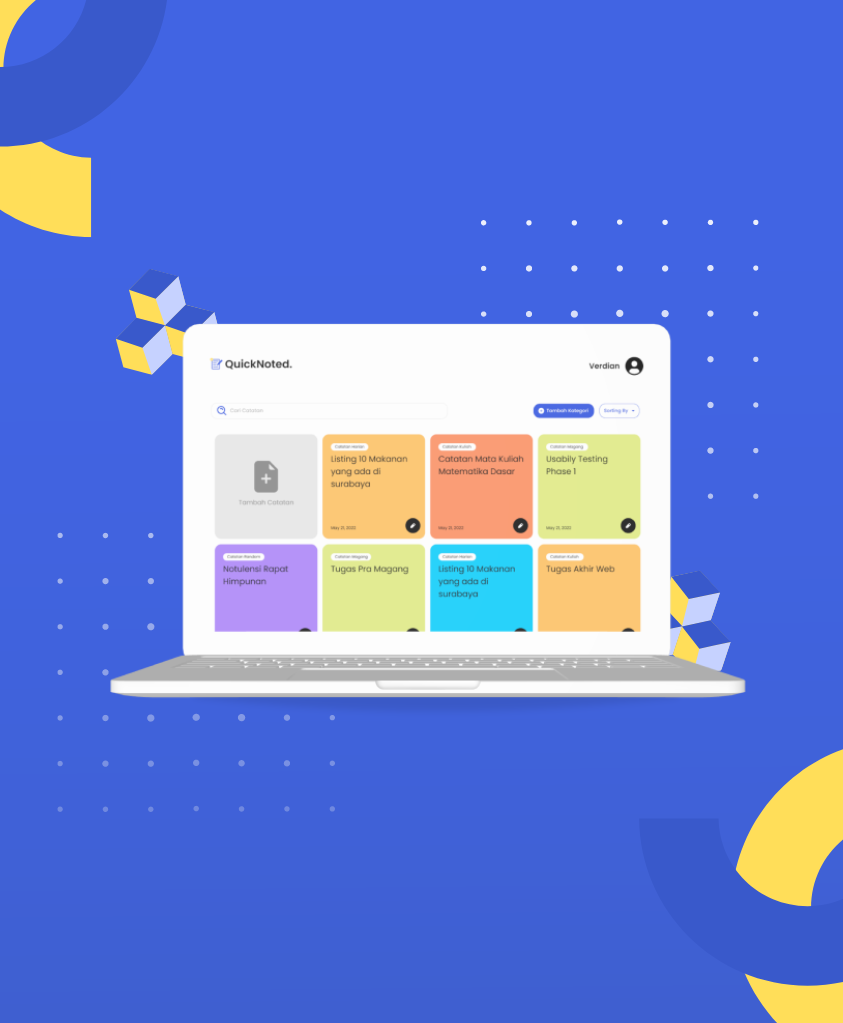 QuickNoted.
Verdian
Cari Catatan
Tambah Kategori
Sorting By
Tambah Catatan
Catatan Harian
Listing 10 Makanan
yang ada di
surabaya
May 21, 2023
Catatan Kuliah
Catatan Mata Kuliah
Matematika Dasar
May 21, 2023
Catatan Magang
Usabily Testing
Phase 1
May 21, 2023
Catatan Random
Notulensi Rapat
Himpunan
Catatan Magang
Tugas Pra Magang
Catatan Harian
Listing 10 Makanan
yang ada di
surabaya
Catatan Kuliah
Tugas Akhir Web